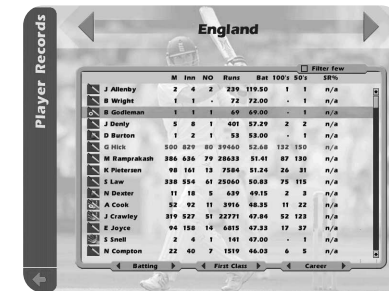 Player Records
England
Filter few
M Inn NO Runs Bat 100's 50's SR%
J Allenby 2 4 2 239 119.50 1 1 n/a
B Wright 1 1 - 72 72.00 - 1 n/a
B Godleman 1 1 1 69 69.00 - 1 n/a
J Denly 5 8 1 401 57.29 2 2 n/a
D Burton 1 2 1 53 53.00 - 1 n/a
G Hick 500 829 80 39460 52.68 132 150 n/a
M Ramprakash 386 636 79 28633 51.41 87 130 n/a
K Pietersen 98 161 13 7584 51.24 26 31 n/a
S Law 338 554 61 25060 50.83 75 115 n/a
N Dexter 11 18 5 639 49.15 2 3 n/a
A Cook 52 92 11 3916 48.35 11 22 n/a
J Crawley 319 527 51 22771 47.84 52 123 n/a
E Joyce 94 158 14 6815 47.33 17 37 n/a
S Snell 2 4 1 141 47.00 - 1 n/a
N Compton 22 40 7 1519 46.03 6 5 n/a
Batting First Class Career